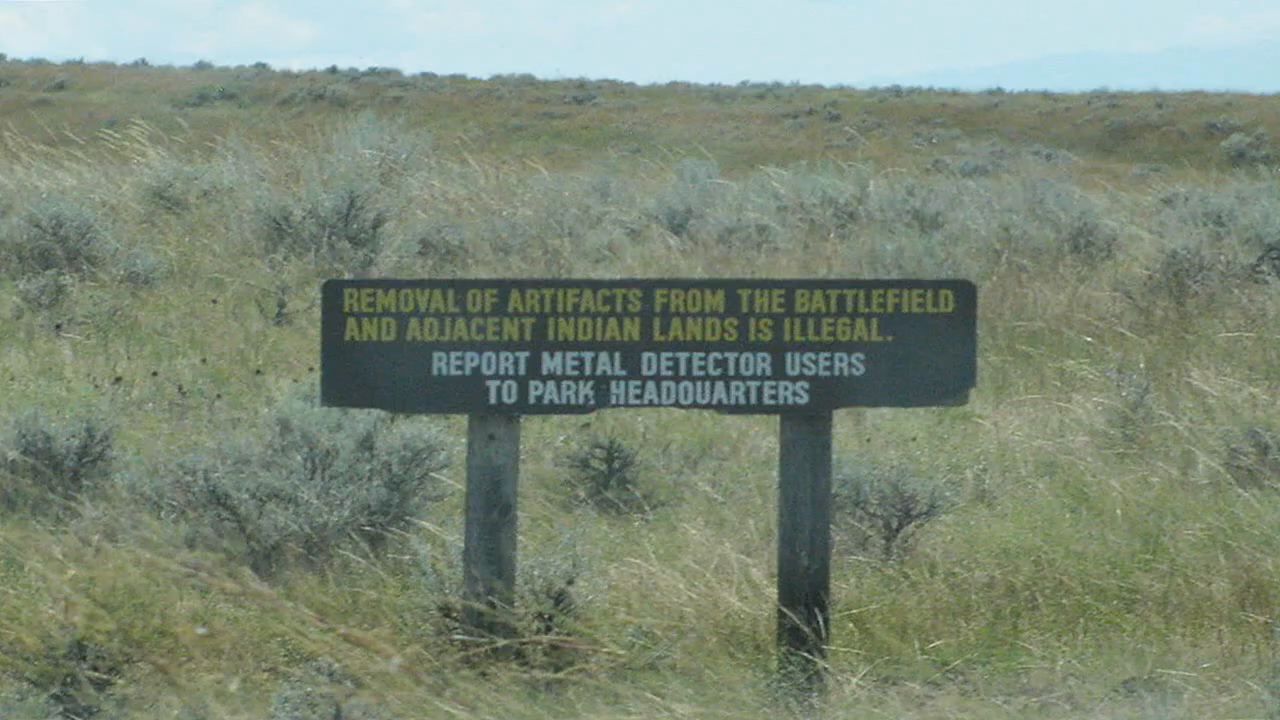 REMOVAL OF ARTIFACTS FROM THE BATTLEFIELD
AND ADJACENT INDIAN LANDS IS ILLEGAL.
REPORT METAL DETECTOR USERS
TO PARK HEADQUARTERS